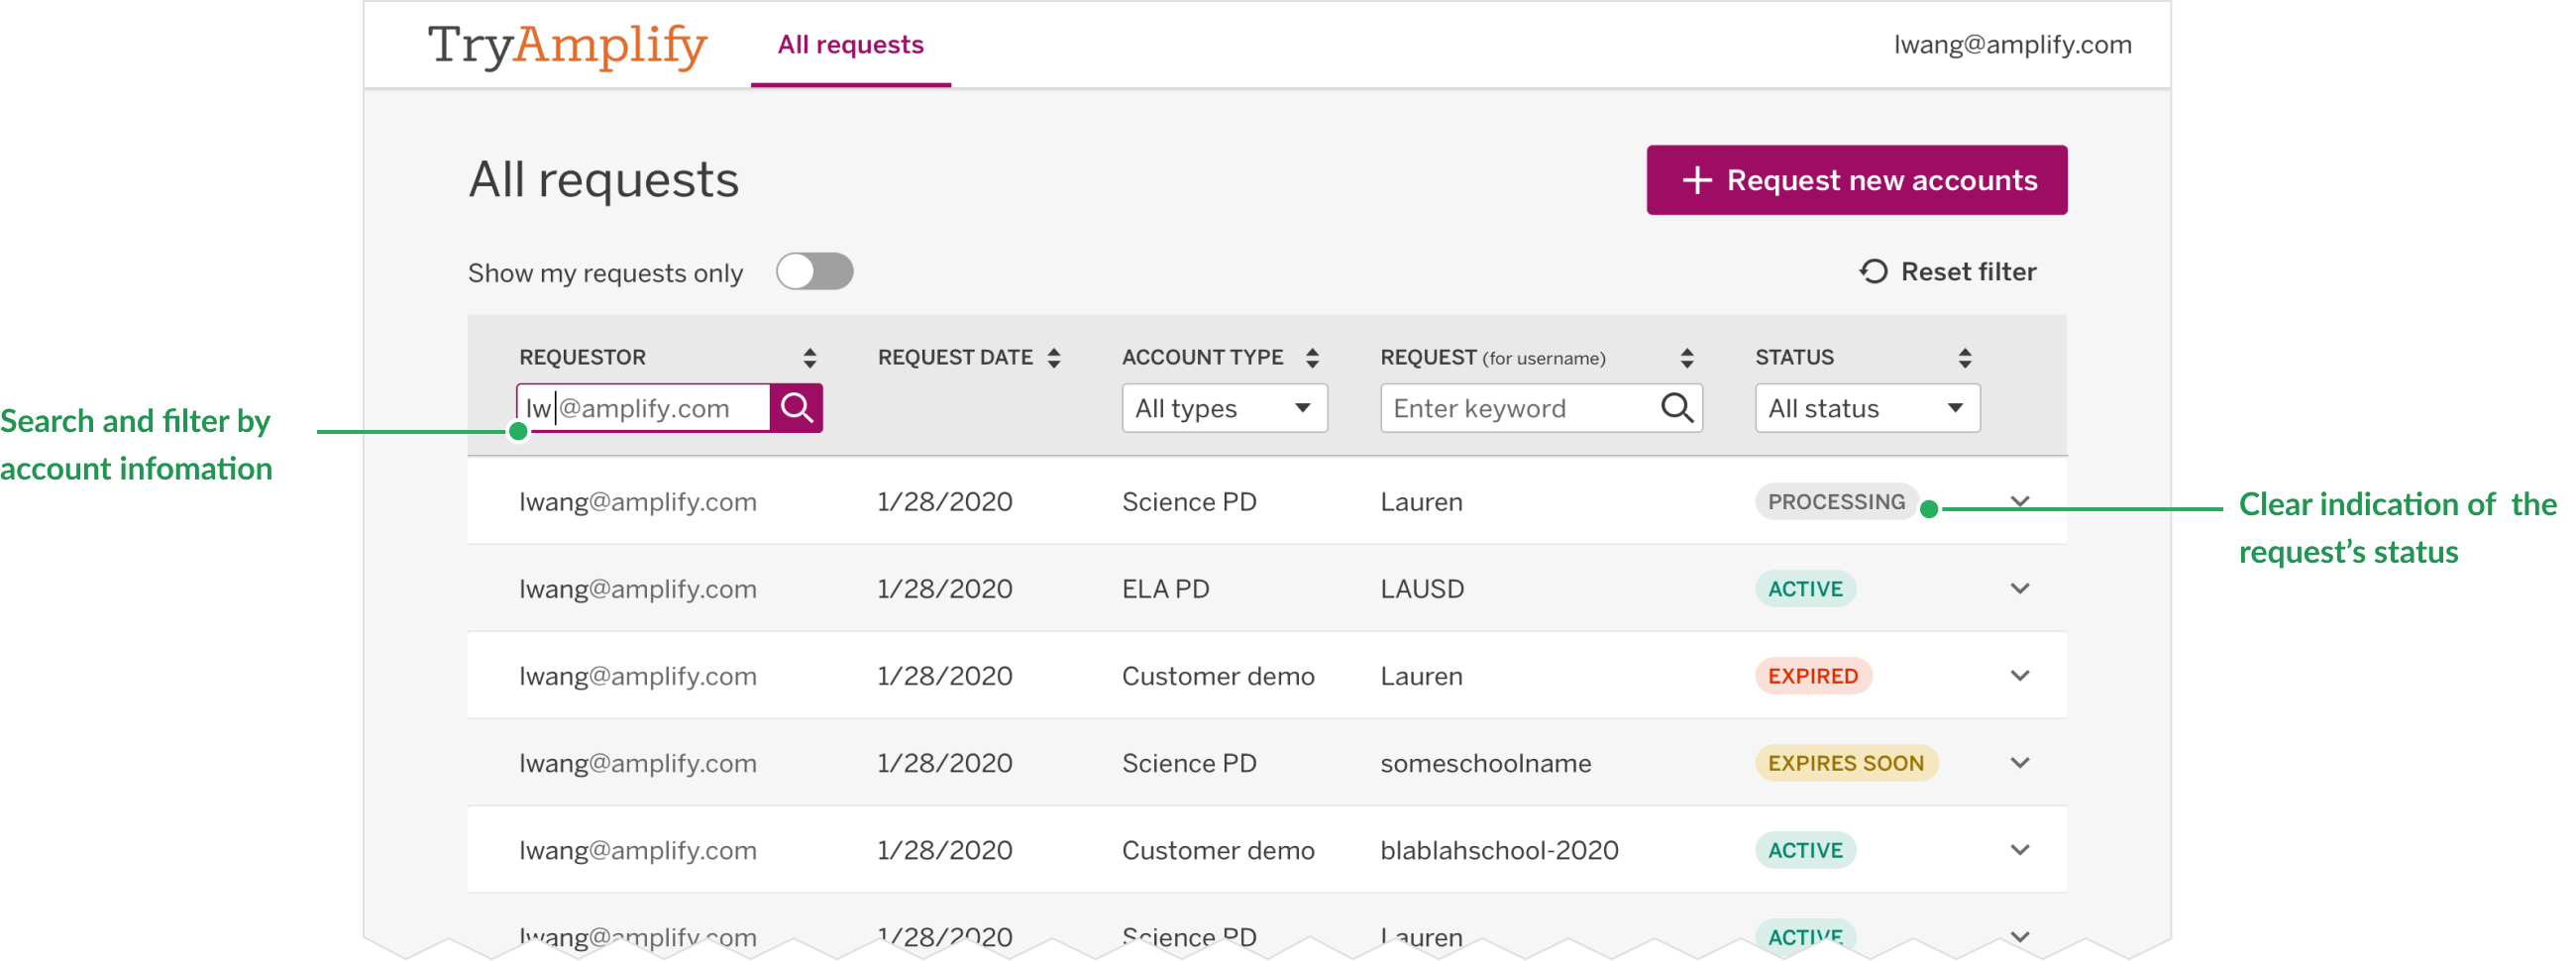 TryAmplify All requests lwang@amplify.com
All requests + Request new accounts
Show my requests only Reset filter
REQUESTOR REQUEST DATE ACCOUNT TYPE REQUEST (for username) STATUS
lw@amplify.com All types Enter keyword All status
Search and filter by
account infomation
lwang@amplify.com 1/28/2020 Science PD Lauren PROCESSING
Clear indication of the
request’s status
lwang@amplify.com 1/28/2020 ELA PD LAUSD ACTIVE
lwang@amplify.com 1/28/2020 Customer demo Lauren EXPIRED
lwang@amplify.com 1/28/2020 Science PD someschoolname EXPIRES SOON
lwang@amplify.com 1/28/2020 Customer demo blablahschool-2020 ACTIVE
lwang@amplify.com 1/28/2020 Science PD Lauren ACTIVE